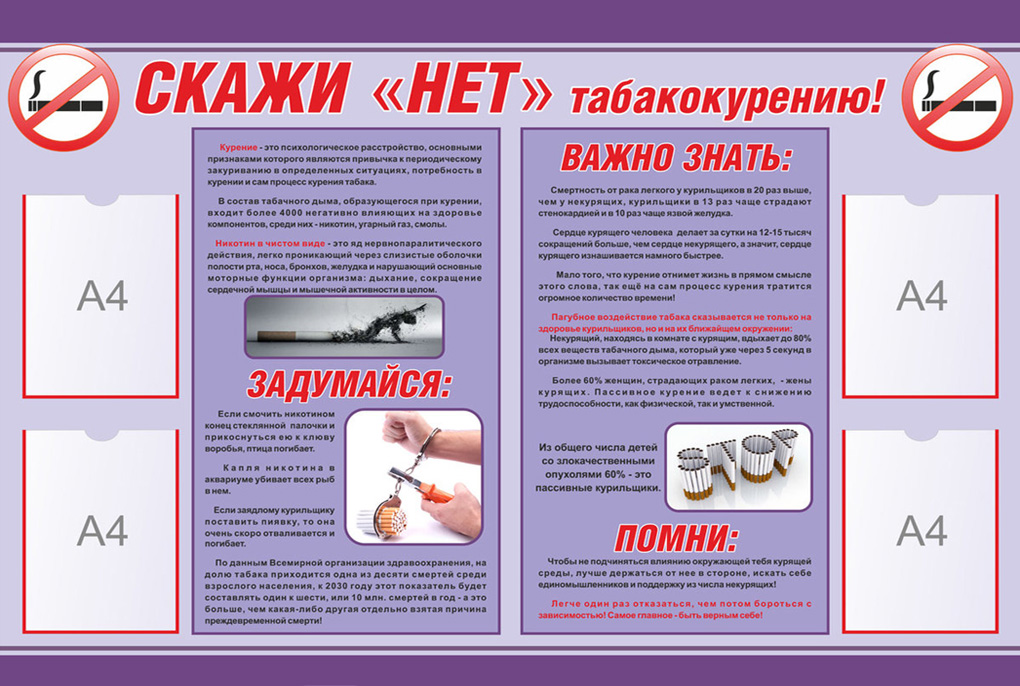 СКАЖИ «НЕТ» табакокурению!
Курение - это психологическое расстройство, основными
признаками которого являются привычка к периодическому
закуриванию в определенных ситуациях, потребность в
курении и сам процесс курения табака.
В состав табачного дыма, образующегося при курении,
входит более 4000 негативно влияющих на здоровье
компонентов, среди них - никотин, угарный газ, смолы.
Никотин в чистом виде - это яд нервнопаралитического
действия, легко проникающий через слизистые оболочки
полости рта, носа, бронхов, желудка и нарушающий основные
моторные функции организма: дыхание, сокращение
сердечной мышцы и мышечной активности в целом.
ЗАДУМАЙСЯ:
Если смочить никотином
конец стеклянной палочки и
прикоснуться ею к клюву
воробья, птица погибает.
Капля никотина в
аквариуме убивает всех рыб
в нем.
Если заядлому курильщику
поставить пиявку, то она
очень скоро отваливается и
погибает.
По данным Всемирной организации здравоохранения, на
долю табака приходится одна из десяти смертей среди
взрослого населения, к 2030 году этот показатель будет
составлять один к шести, или 10 млн. смертей в год - а это
больше, чем какая-либо другая отдельно взятая причина
преждевременной смерти!
ВАЖНО ЗНАТЬ:
Смертность от рака легкого у курильщиков в 20 раз выше,
чем у некурящих, курильщики в 13 раз чаще страдают
стенокардией и в 10 раз чаще язвой желудка.
Сердце курящего человека делает за сутки на 12-15 тысяч
сокращений больше, чем сердце некурящего, а значит, сердце
курящего изнашивается намного быстрее.
Мало того, что курение отнимет жизнь в прямом смысле
этого слова, так ещё на сам процесс курения тратится
огромное количество времени!
Пагубное воздействие табака сказывается не только на
здоровье курильщиков, но и на их ближайшем окружении:
Некурящий, находясь в комнате с курящим, вдыхает до 80%
всех веществ табачного дыма, который уже через 5 секунд в
организме вызывает токсическое отравление.
Более 60% женщин, страдающих раком легких, - жены
курящих. Пассивное курение ведет к снижению
трудоспособности, как физической, так и умственной.
Из общего числа детей
со злокачественными
опухолями 60% - это
пассивные курильщики.
ПОМНИ:
Чтобы не подчиняться влиянию окружающей тебя курящей
среды, лучше держаться от нее в стороне, искать себе
единомышленников и поддержку из числа некурящих!
Легче один раз отказаться, чем потом бороться с
зависимостью! Самое главное - быть верным себе!
А4
А4
А4
А4